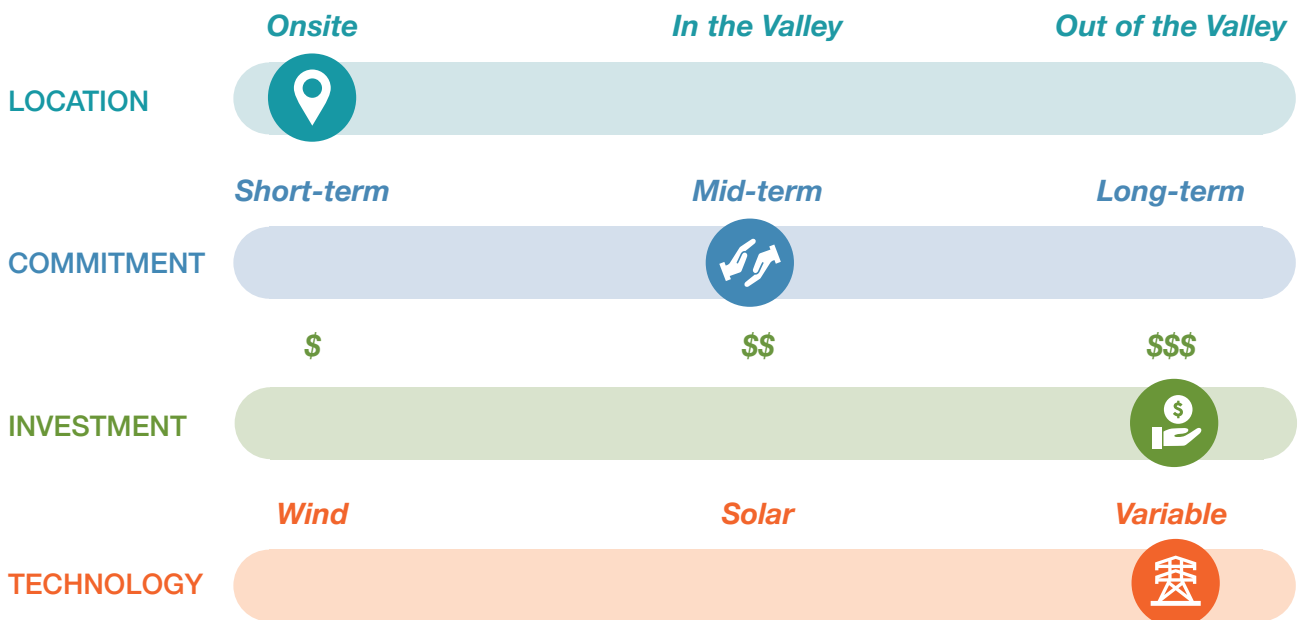 Onsite In the Valley Out of the Valley
LOCATION
Short-term Mid-term Long-term
COMMITMENT
$ $$ $$$
INVESTMENT $
Wind Solar Variable
TECHNOLOGY